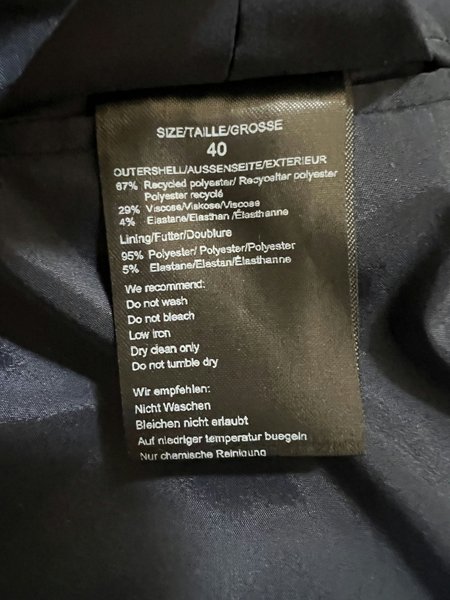 SIZE/TAILLE/GROSSE
40
OUTERSHELL/AUSSENSEITE/EXTERIEUR
67% Recycled polyester/ Recycelter polyester
Polyester recyclé
29% Viscose/Viskose/Viscose
4% Elastane/Elasthan /Élasthanne
Lining/Futter/Doublure
95% Polyester/ Polyester/Polyester
5% Elastane/Elestan/Élasthanne
We recommend:
Do not wash
Do not bleach
Low iron
Dry clean only
Do not tumble dry
Wir empfehlen:
Nicht Waschen
Bleichen nicht erlaubt
Auf niedriger temperatur buegeln
Nur chemische Reinigung